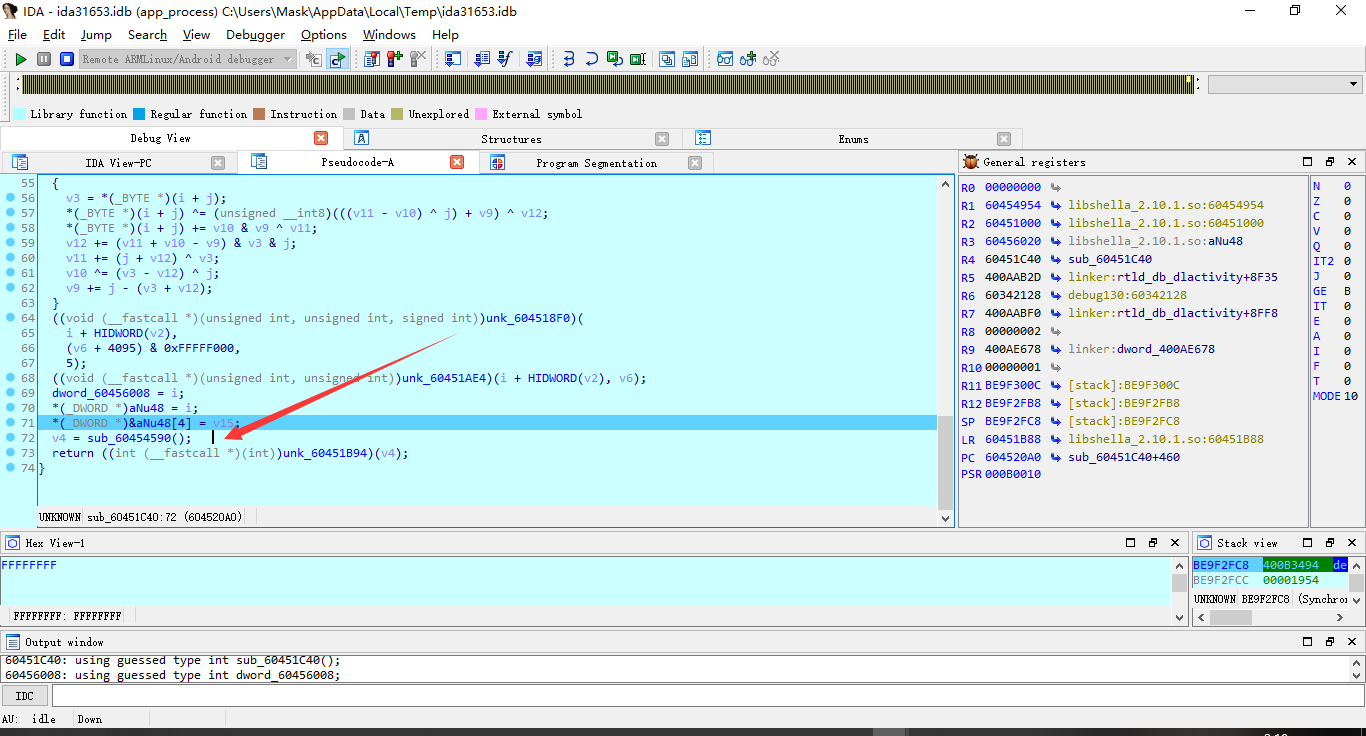 IDA - ida31653.idb (app_process) C:\Users\Mask\AppData\Local\Temp\ida31653.idb
File Edit Jump Search View Debugger Options Windows Help
Remote ARMLinux/Android debugger
Library function Regular function Instruction Data Unexplored External symbol
Debug View Structures Enums
IDA View-PC Pseudocode-A Program Segmentation
General registers
55 {
56 v3 = *(_BYTE *)(i + j);
57 *(_BYTE *)(i + j) ^= (unsigned __int8)(((v11 - v10) ^ j) + v9) ^ v12;
58 *(_BYTE *)(i + j) += v10 & v9 ^ v11;
59 v12 += (v11 + v10 - v9) & v3 & j;
60 v11 += (j + v12) ^ v3;
61 v10 ^= (v3 - v12) ^ j;
62 v9 += j - (v3 + v12);
63 }
64 ((void (__fastcall *)(unsigned int, unsigned int, signed int))unk_604518F0)(
65 i + HIDWORD(v2),
66 (v6 + 4095) & 0xFFFFF000,
67 5);
68 ((void (__fastcall *)(unsigned int, unsigned int))unk_60451AE4)(i + HIDWORD(v2), v6);
69 dword_60456008 = i;
70 *(_DWORD *)aNu48 = i;
71 *(_DWORD *)&aNu48[4] = v15;
72 v4 = sub_60454590();
73 return ((int (__fastcall *)(int))unk_60451B94)(v4);
74 }
UNKNOWN sub_60451C40:72 (604520A0)
R0 00000000
R1 60454954 libshella_2.10.1.so:60454954
R2 60451000 libshella_2.10.1.so:60451000
R3 60456020 libshella_2.10.1.so:aNu48
R4 60451C40 sub_60451C40
R5 400AAB2D linker:rtld_db_dlactivity+8F35
R6 60342128 debug130:60342128
R7 400AABF0 linker:rtld_db_dlactivity+8FF8
R8 00000002
R9 400AE678 linker:dword_400AE678
R10 00000001
R11 BE9F300C [stack]:BE9F300C
R12 BE9F2FB8 [stack]:BE9F2FB8
SP BE9F2FC8 [stack]:BE9F2FC8
LR 60451B88 libshella_2.10.1.so:60451B88
PC 604520A0 sub_60451C40+460
PSR 000B0010
N 0
Z 0
C 0
V 0
Q 0
IT2 0
J 0
GE B
IT 0
E 0
A 0
I 0
F 0
T 0
MODE 10
Hex View-1
FFFFFFFF
FFFFFFFF: FFFFFFFF
Stack view
BE9F2FC8 400B3494 de
BE9F2FCC 00001954
UNKNOWN BE9F2FC8 (Synchron
Output window
60451C40: using guessed type int sub_60451C40();
60456008: using guessed type int dword_60456008;
IDC
AU: idle Down